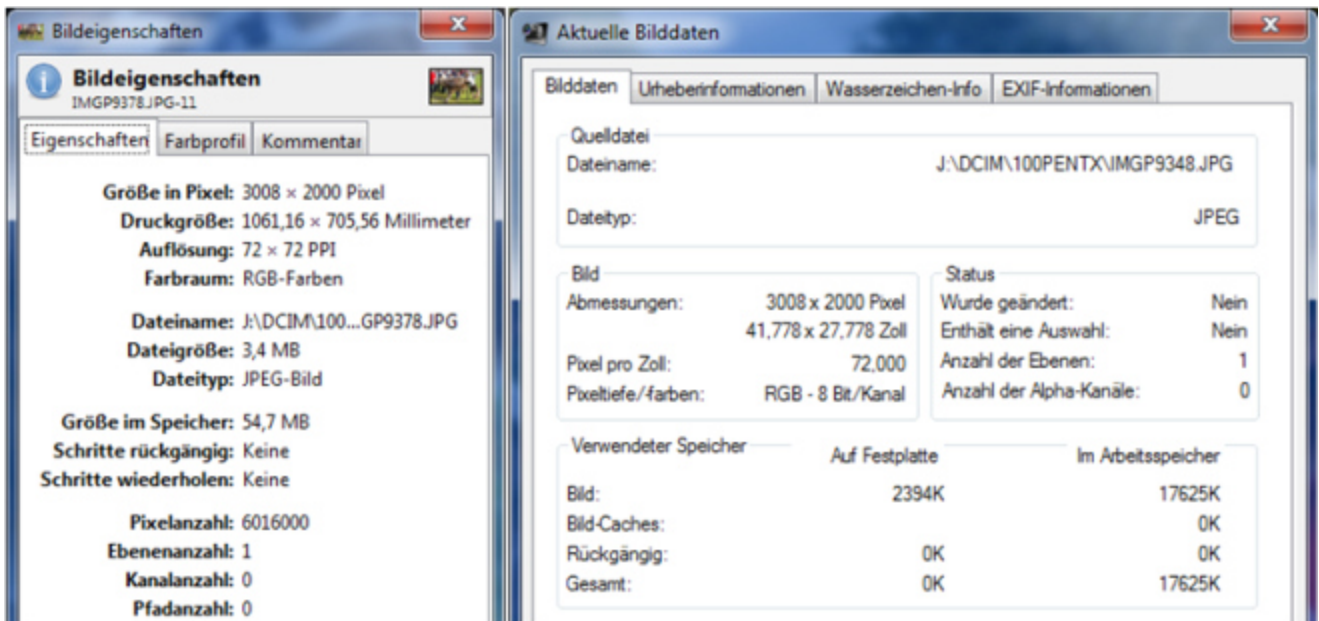 Bildeigenschaften
Bildeigenschaften
IMGP9378.JPG-11
Eigenschaften Farbprofil Kommentar
Größe in Pixel: 3008 × 2000 Pixel
Druckgröße: 1061,16 × 705,56 Millimeter
Auflösung: 72 × 72 PPI
Farbraum: RGB-Farben
Dateiname: J:\DCIM\100...GP9378.JPG
Dateigröße: 3,4 MB
Dateityp: JPEG-Bild
Größe im Speicher: 54,7 MB
Schritte rückgängig: Keine
Schritte wiederholen: Keine
Pixelanzahl: 6016000
Ebenenanzahl: 1
Kanalanzahl: 0
Pfadanzahl: 0
Aktuelle Bilddaten
Bilddaten Urheberinformationen Wasserzeichen-Info EXIF-Informationen
Quelldatei
Dateiname: J:\DCIM\100PENTX\IMGP9348.JPG
Dateityp: JPEG
Bild
Abmessungen: 3008 x 2000 Pixel
41,778 x 27,778 Zoll
Pixel pro Zoll: 72,000
Pixeltiefe/-farben: RGB - 8 Bit/Kanal
Status
Wurde geändert: Nein
Enthält eine Auswahl: Nein
Anzahl der Ebenen: 1
Anzahl der Alpha-Kanäle: 0
Verwendeter Speicher Auf Festplatte Im Arbeitsspeicher
Bild: 2394K 17625K
Bild-Caches: 0K
Rückgängig: 0K 0K
Gesamt: 0K 17625K